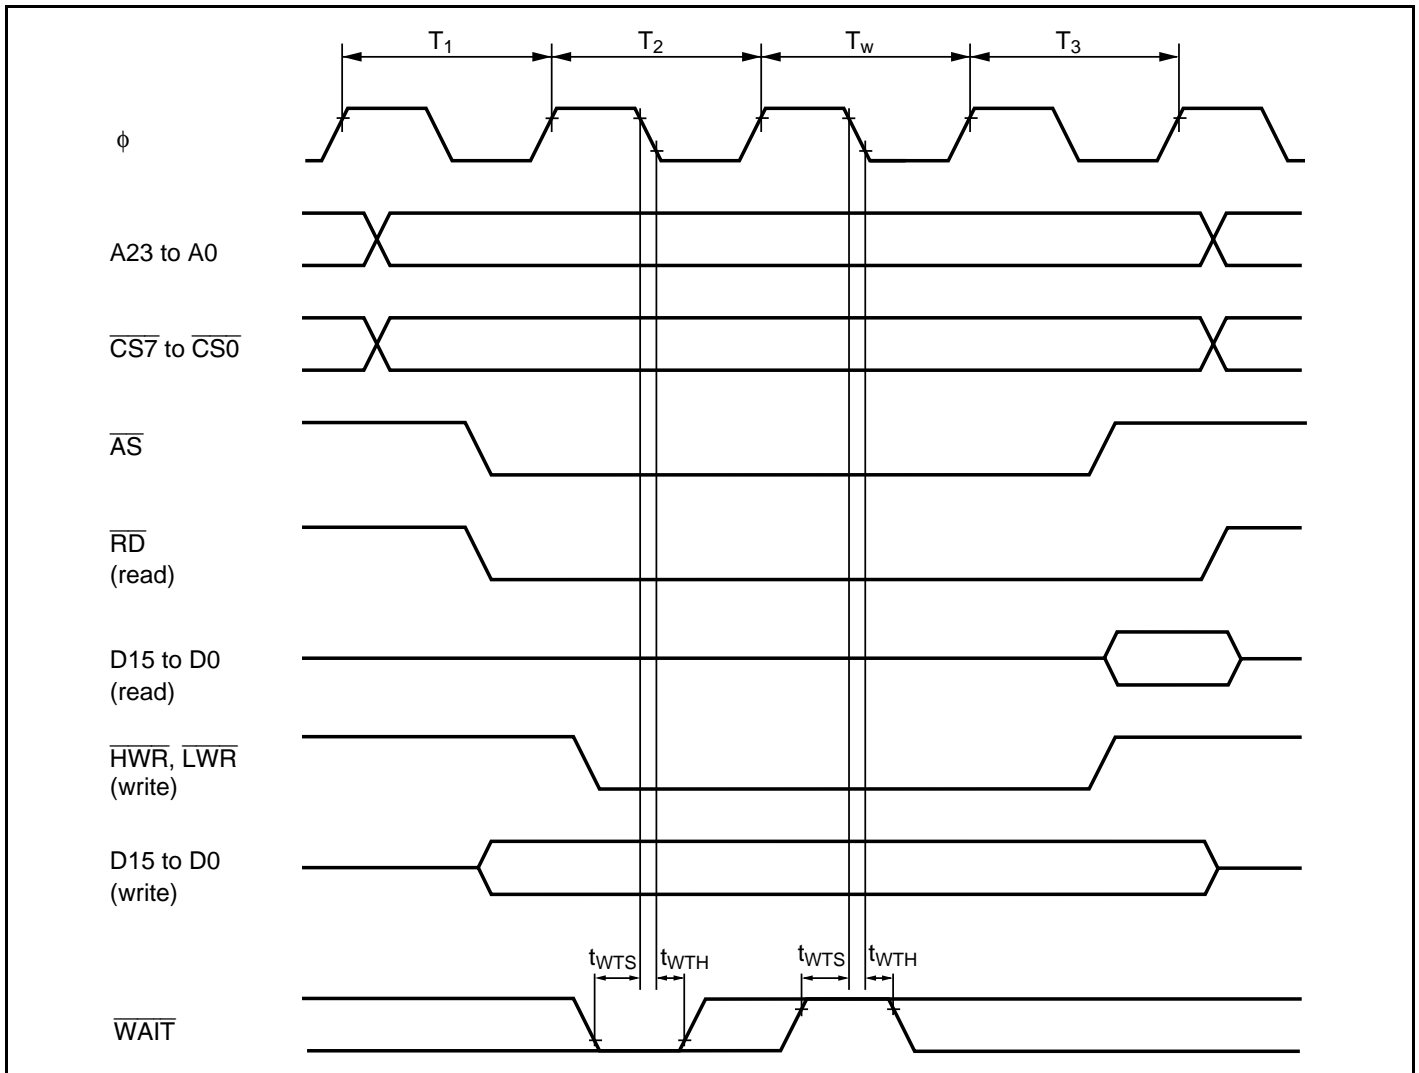 T1 T2 Tw T3
ϕ
A23 to A0
CS7 to CS0
AS
RD
(read)
D15 to D0
(read)
HWR, LWR
(write)
D15 to D0
(write)
tWTS tWTH tWTS tWTH
WAIT